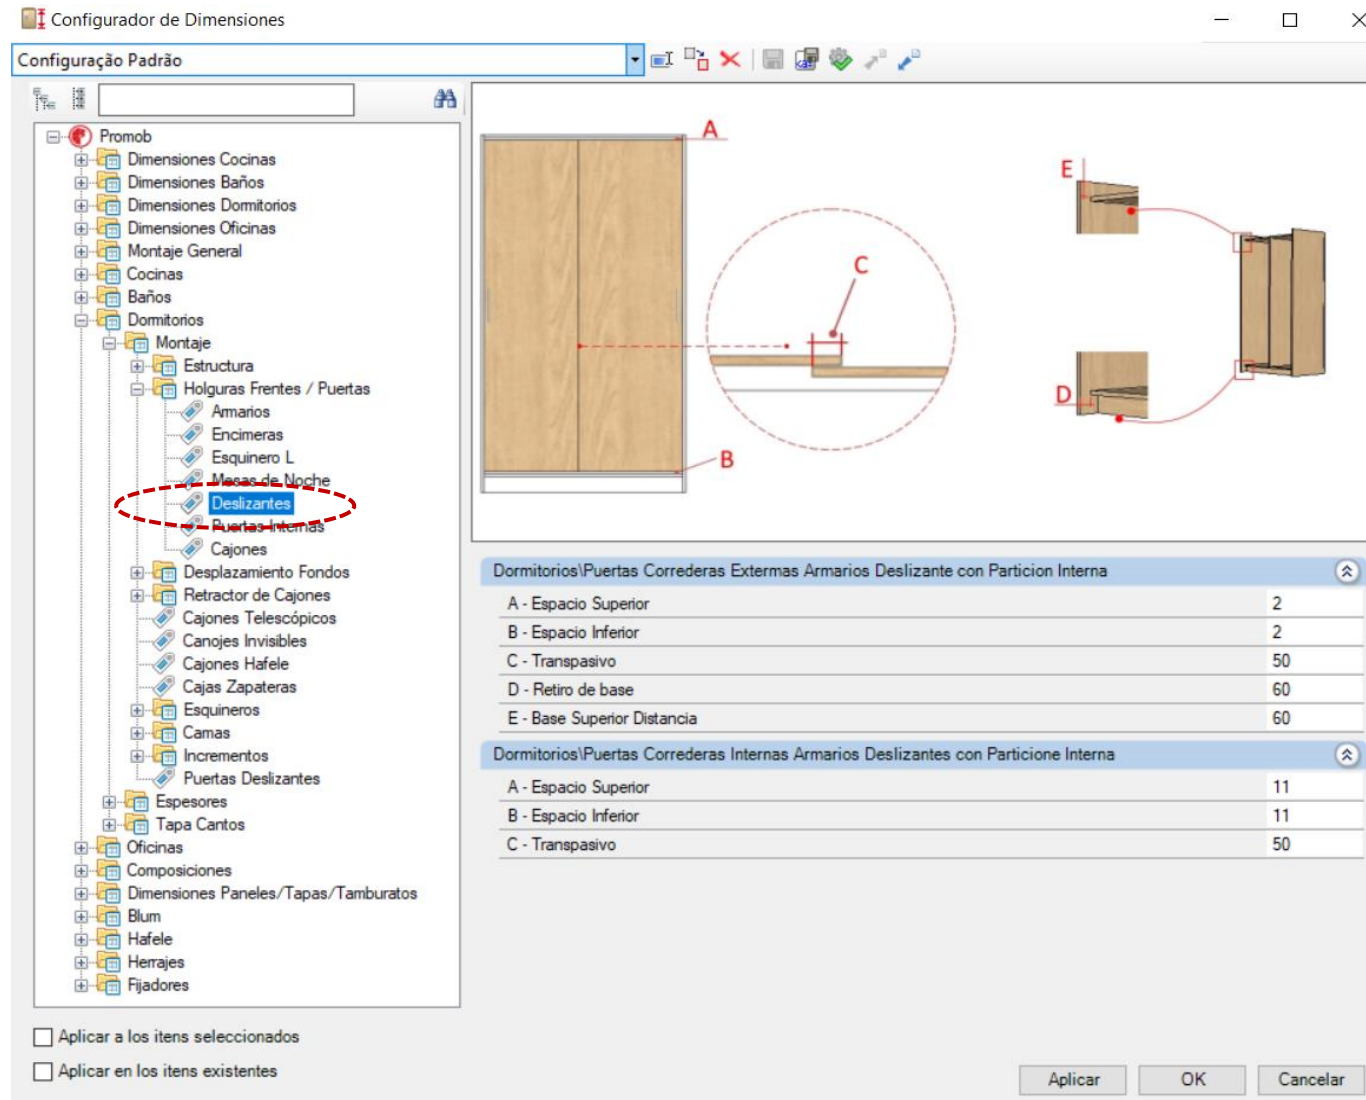 Configurador de Dimensiones
Configuração Padrão
Promob
Dimensiones Cocinas
Dimensiones Baños
Dimensiones Dormitorios
Dimensiones Oficinas
Montaje General
Cocinas
Baños
Dormitorios
Montaje
Estructura
Holguras Frentes / Puertas
Armarios
Encimeras
Esquinero L
Mesas de Noche
Deslizantes
Puertas Internas
Cajones
Desplazamiento Fondos
Retractor de Cajones
Cajones Telescópicos
Canojes Invisibles
Cajones Hafele
Cajas Zapateras
Esquineros
Camas
Incrementos
Puertas Deslizantes
Espesores
Tapa Cantos
Oficinas
Composiciones
Dimensiones Paneles/Tapas/Tamburatos
Blum
Hafele
Herrajes
Fijadores
A
B
C
E
D
Dormitorios\Puertas Correderas Extermas Armarios Deslizante con Particion Interna
A - Espacio Superior 2
B - Espacio Inferior 2
C - Transpasivo 50
D - Retiro de base 60
E - Base Superior Distancia 60
Dormitorios\Puertas Correderas Internas Armarios Deslizantes con Particione Interna
A - Espacio Superior 11
B - Espacio Inferior 11
C - Transpasivo 50
Aplicar a los itens seleccionados
Aplicar en los itens existentes
Aplicar OK Cancelar